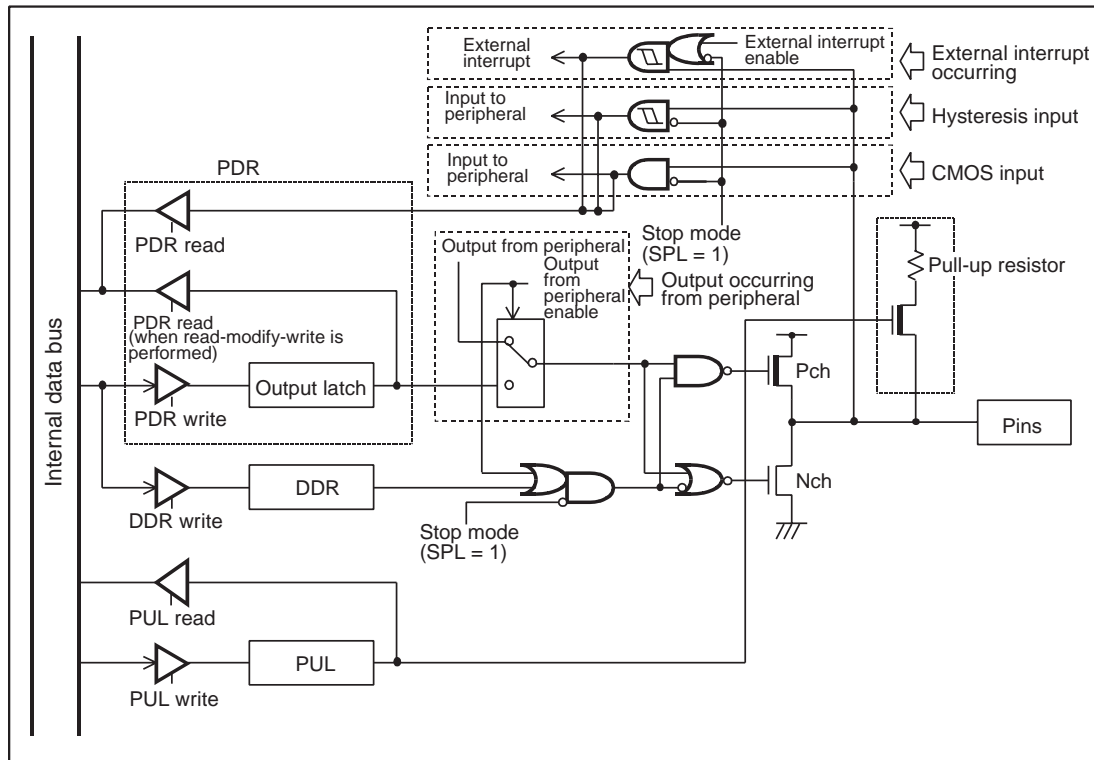 External
interrupt
External interrupt
enable
External interrupt
occurring
Input to
peripheral
Hysteresis input
Input to
peripheral
CMOS input
PDR
PDR read
Stop mode
(SPL = 1)
Output from peripheral
Output
from
peripheral
enable
Output occurring
from peripheral
Pull-up resistor
PDR read
(when read-modify-write is
performed)
Output latch
PDR write
Pch
Pins
Internal data bus
DDR
DDR write
Nch
Stop mode
(SPL = 1)
PUL read
PUL
PUL write